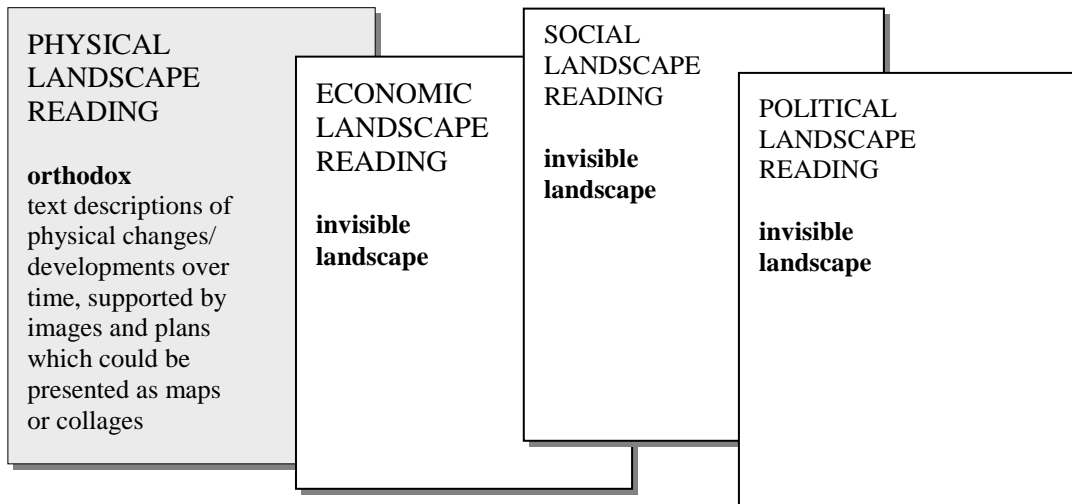 PHYSICAL
LANDSCAPE
READING
orthodox
text descriptions of
physical changes/
developments over
time, supported by
images and plans
which could be
presented as maps
or collages
ECONOMIC
LANDSCAPE
READING
invisible
landscape
SOCIAL
LANDSCAPE
READING
invisible
landscape
POLITICAL
LANDSCAPE
READING
invisible
landscape